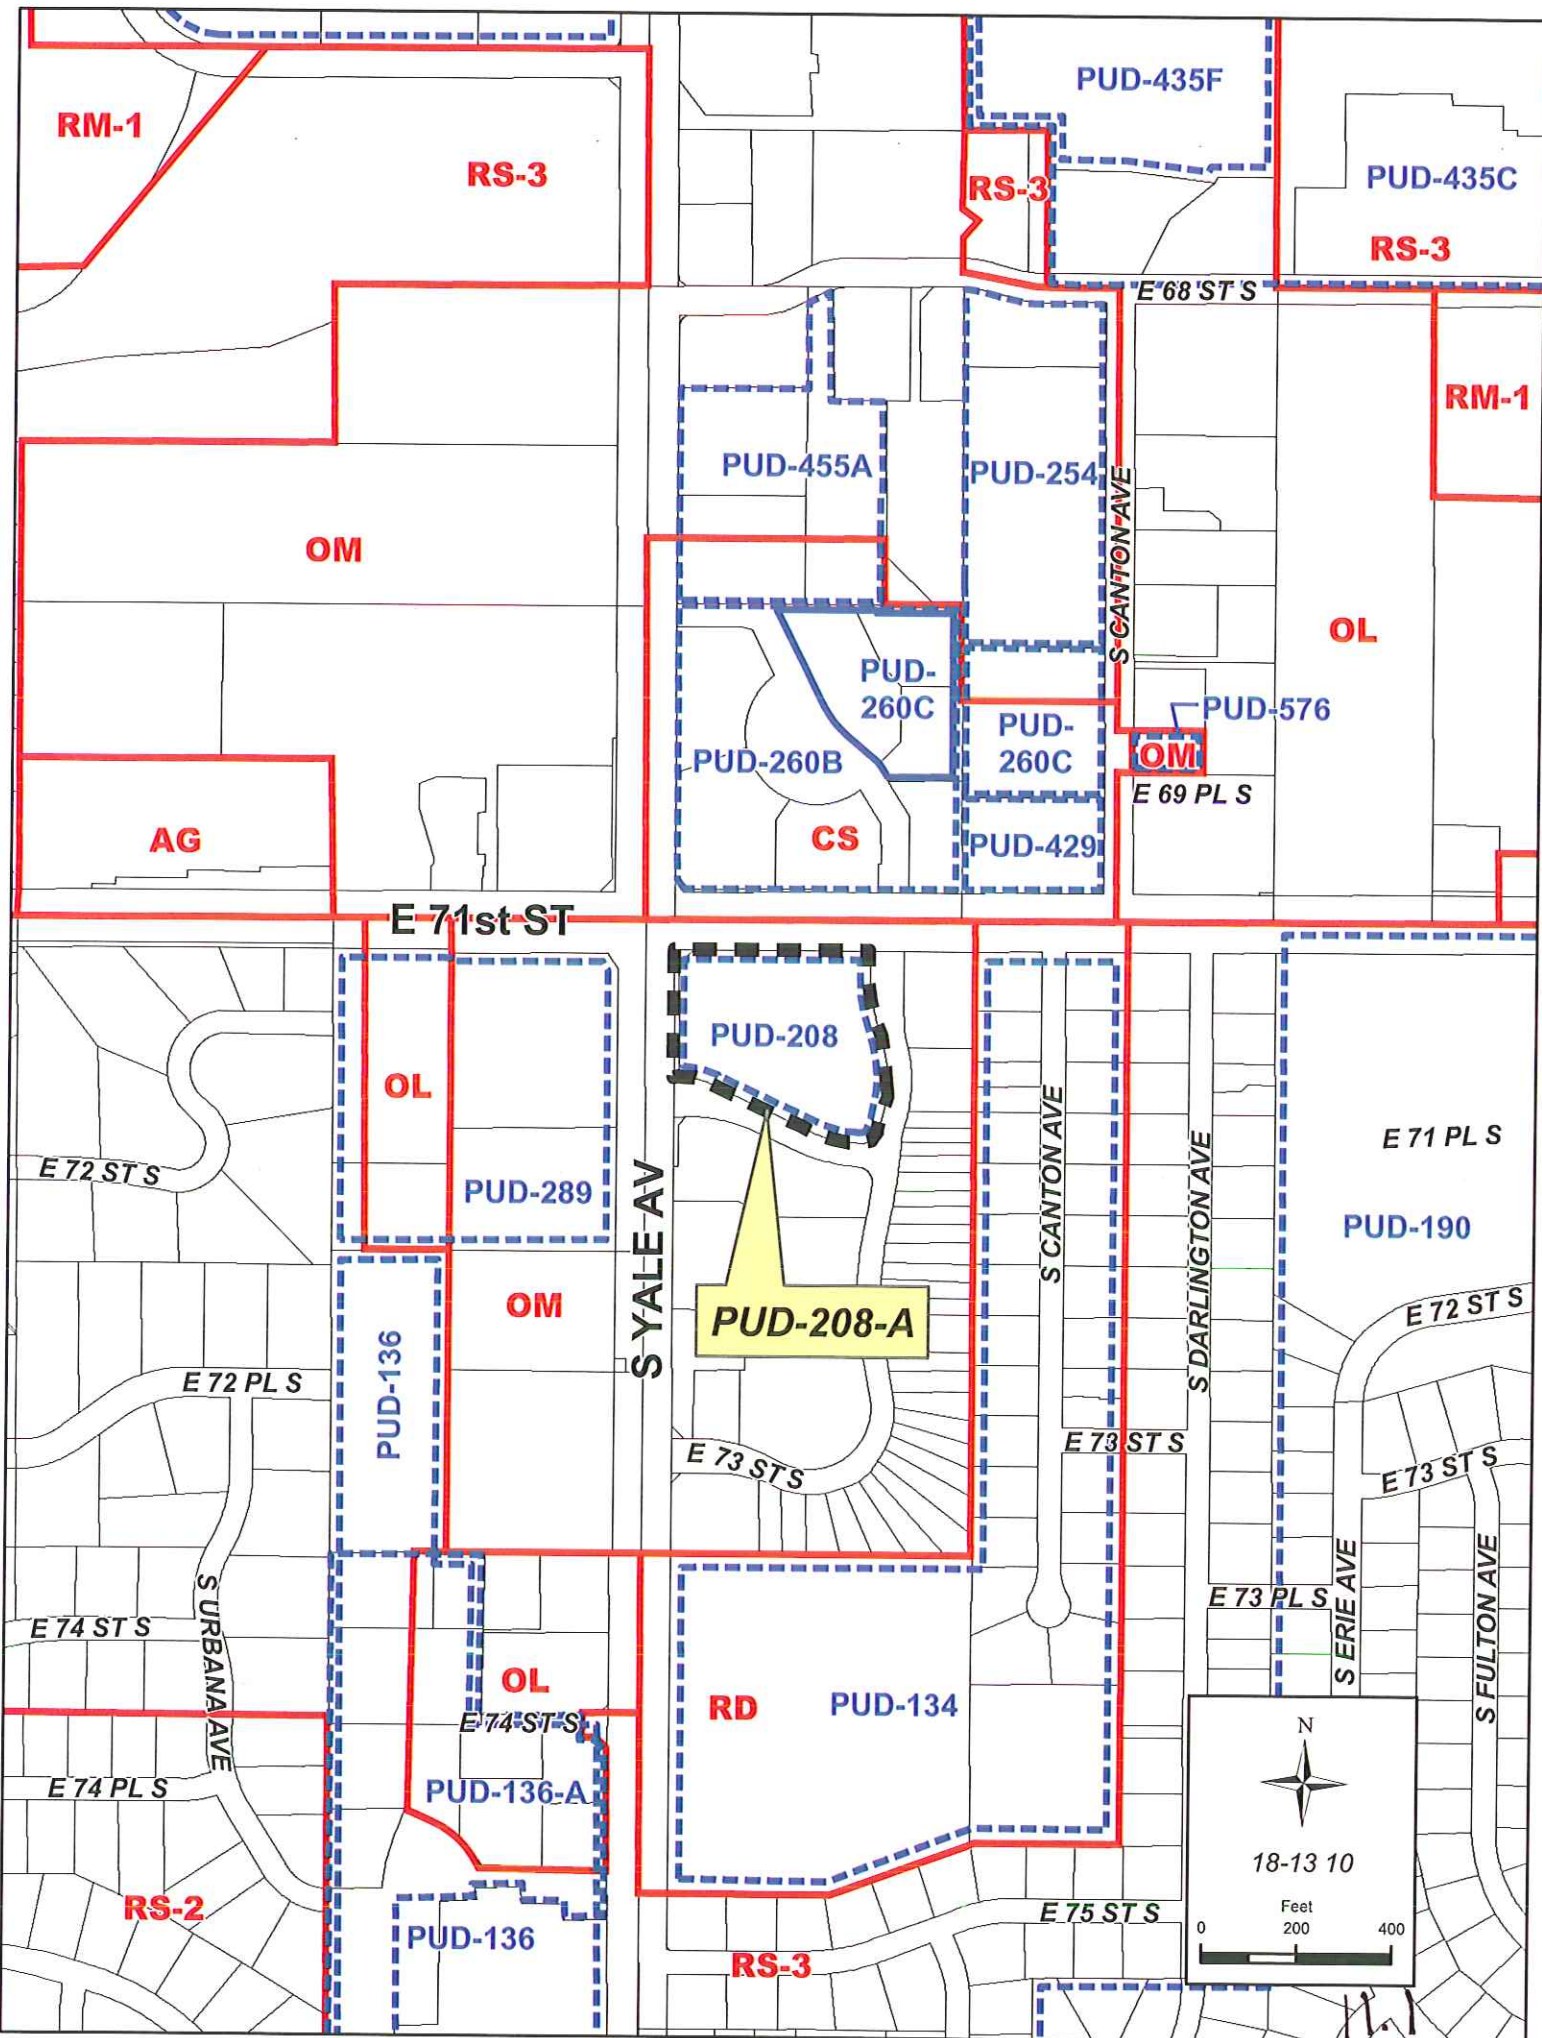 PUD-435F
RM-1
RS-3
RS-3
PUD-435C
RS-3
E 68 ST S
RM-1
PUD-455A
PUD-254
S CANTON AVE
OM
OL
PUD-
260C
PUD-576
PUD-
260C
PUD-260B
OM
E 69 PL S
AG
CS
PUD-429
E 71st ST
PUD-208
OL
E 71 PL S
E 72 ST S
PUD-289
S CANTON AVE
S DARLINGTON AVE
PUD-190
S YALE AV
OM
PUD-208-A
E 72 ST S
PUD-136
E 72 PL S
E 73 ST S
E 73 ST S
E 73 ST S
S URBANA AVE
E 74 ST S
E 73 PL S
S ERIE AVE
S FULTON AVE
OL
RD
PUD-134
E 74 ST S
E 74 PL S
PUD-136-A
N
18-13 10
Feet
0 200 400
RS-2
PUD-136
E 75 ST S
RS-3